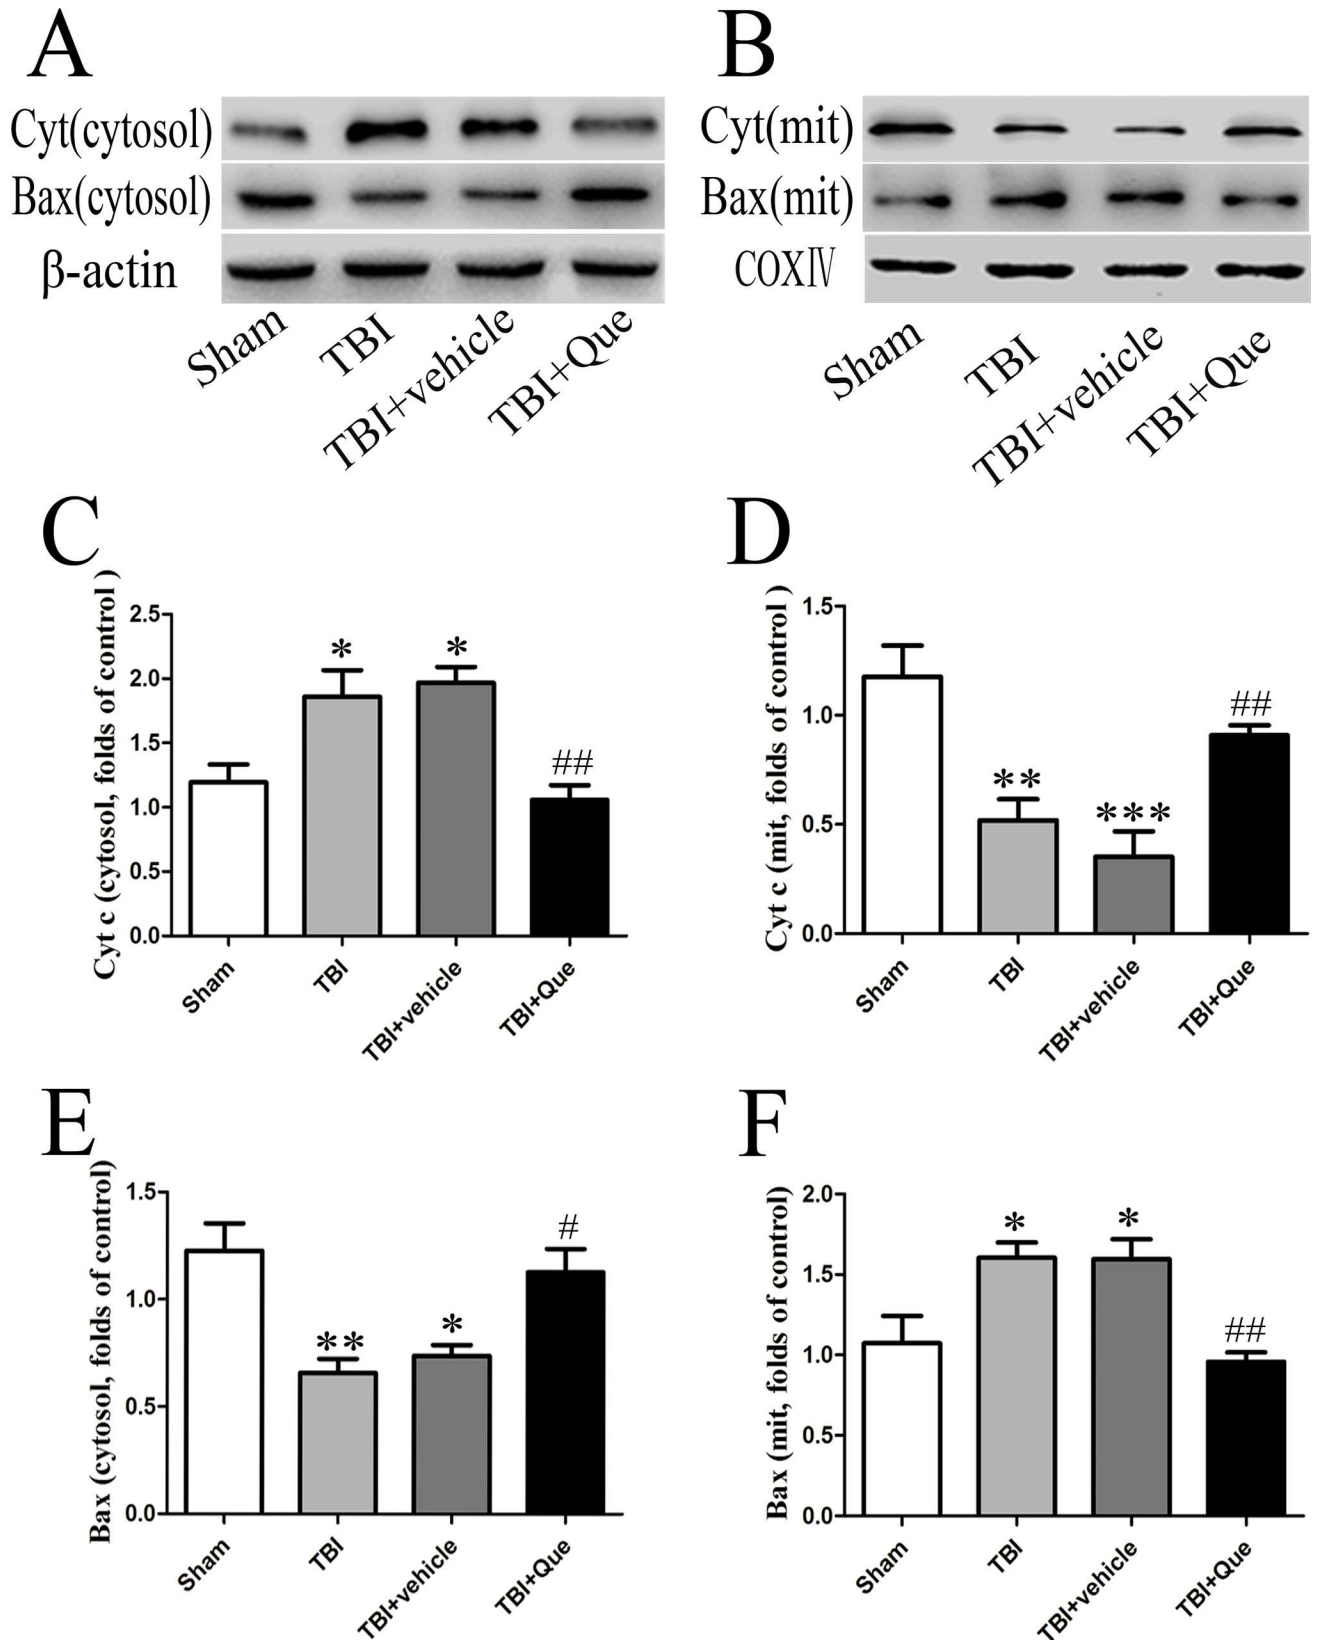 A
Cyt(cytosol)
Bax(cytosol)
β-actin
Sham
TBI
TBI+vehicle
TBI+Que
B
Cyt(mit)
Bax(mit)
COXⅣ
Sham
TBI
TBI+vehicle
TBI+Que
C
Cyt c (cytosol, folds of control )
2.5
2.0
1.5
1.0
0.5
0.0
*
*
##
Sham
TBI
TBI+vehicle
TBI+Que
D
Cyt c (mit, folds of control )
1.5
1.0
0.5
0.0
**
***
##
Sham
TBI
TBI+vehicle
TBI+Que
E
Bax (cytosol, folds of control)
1.5
1.0
0.5
0.0
**
*
#
Sham
TBI
TBI+vehicle
TBI+Que
F
Bax (mit, folds of control)
2.0
1.5
1.0
0.5
0.0
*
*
##
Sham
TBI
TBI+vehicle
TBI+Que